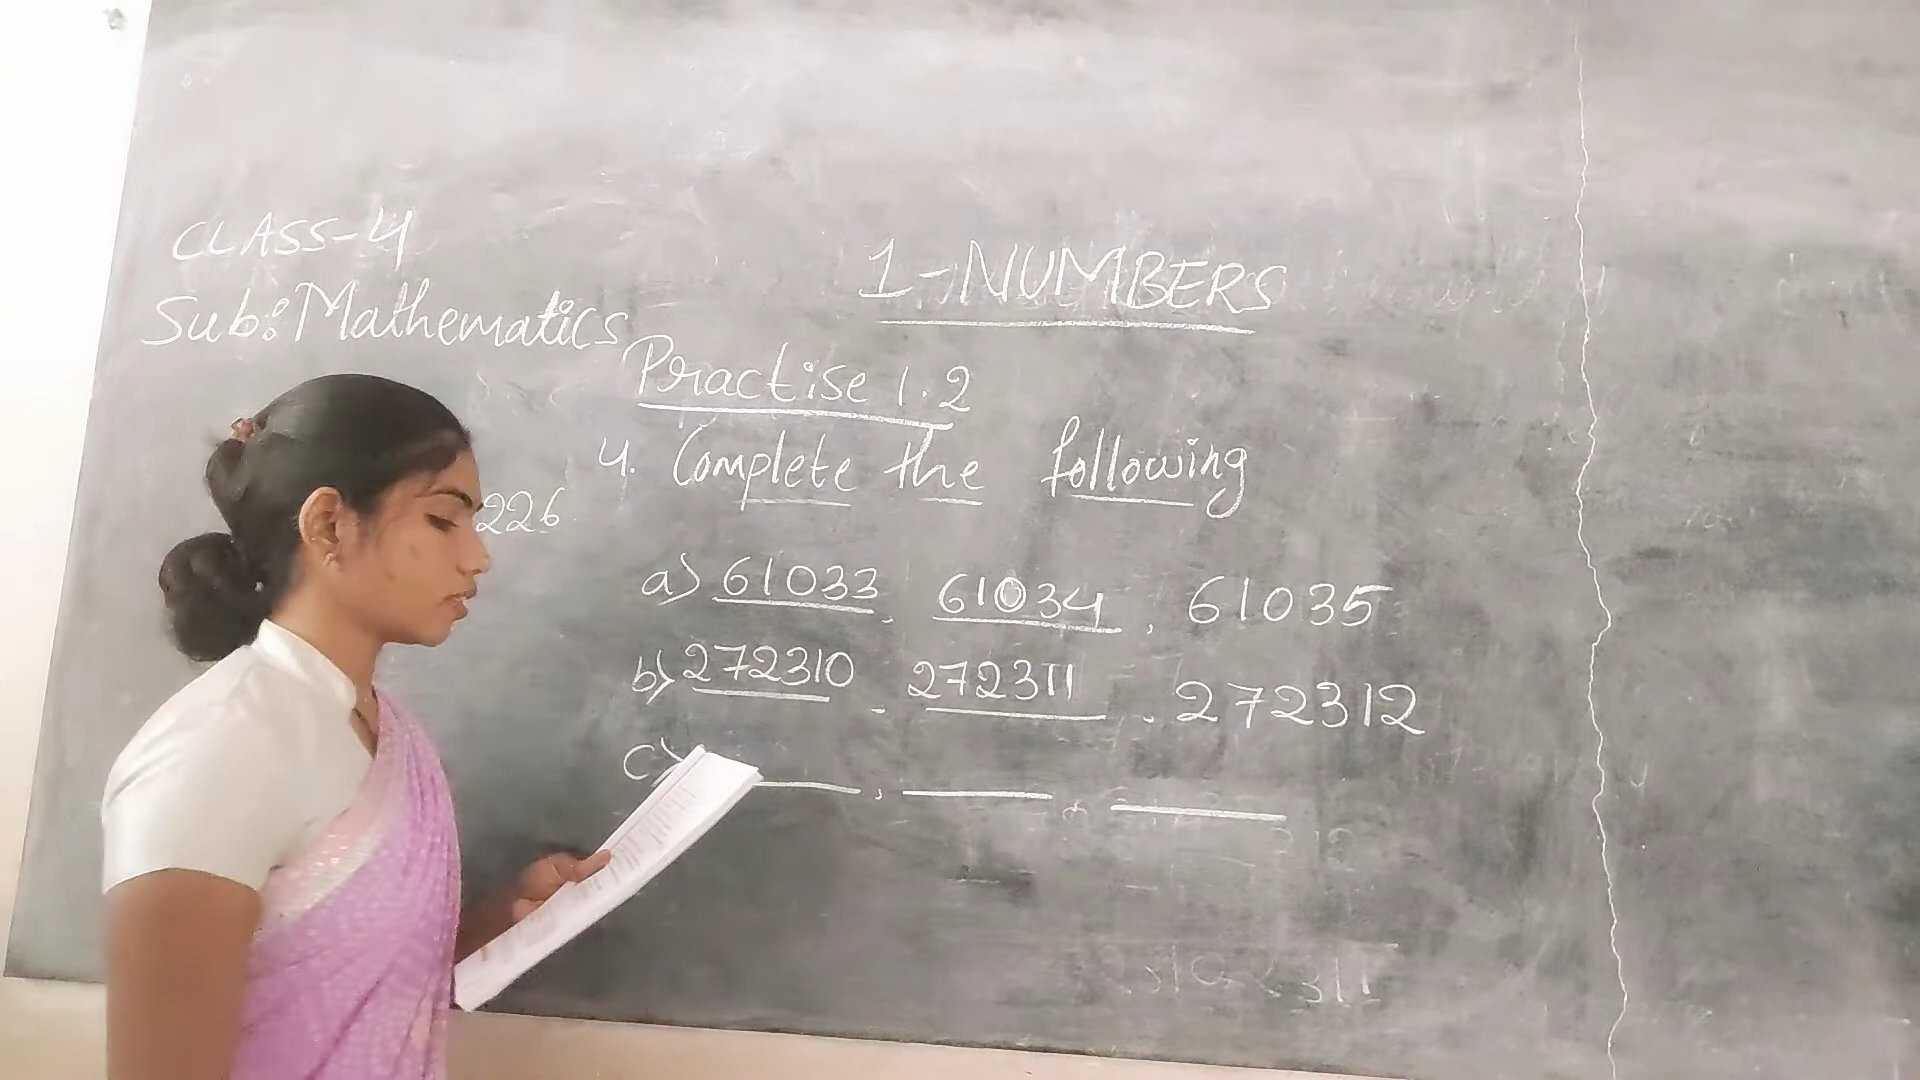 CLASS-4
Sub: Mathematics
1-NUMBERS
Practise 1.2
4. Complete the following
226
a) 61033, 61034, 61035
b) 272310, 272311, 272312
c) , ,